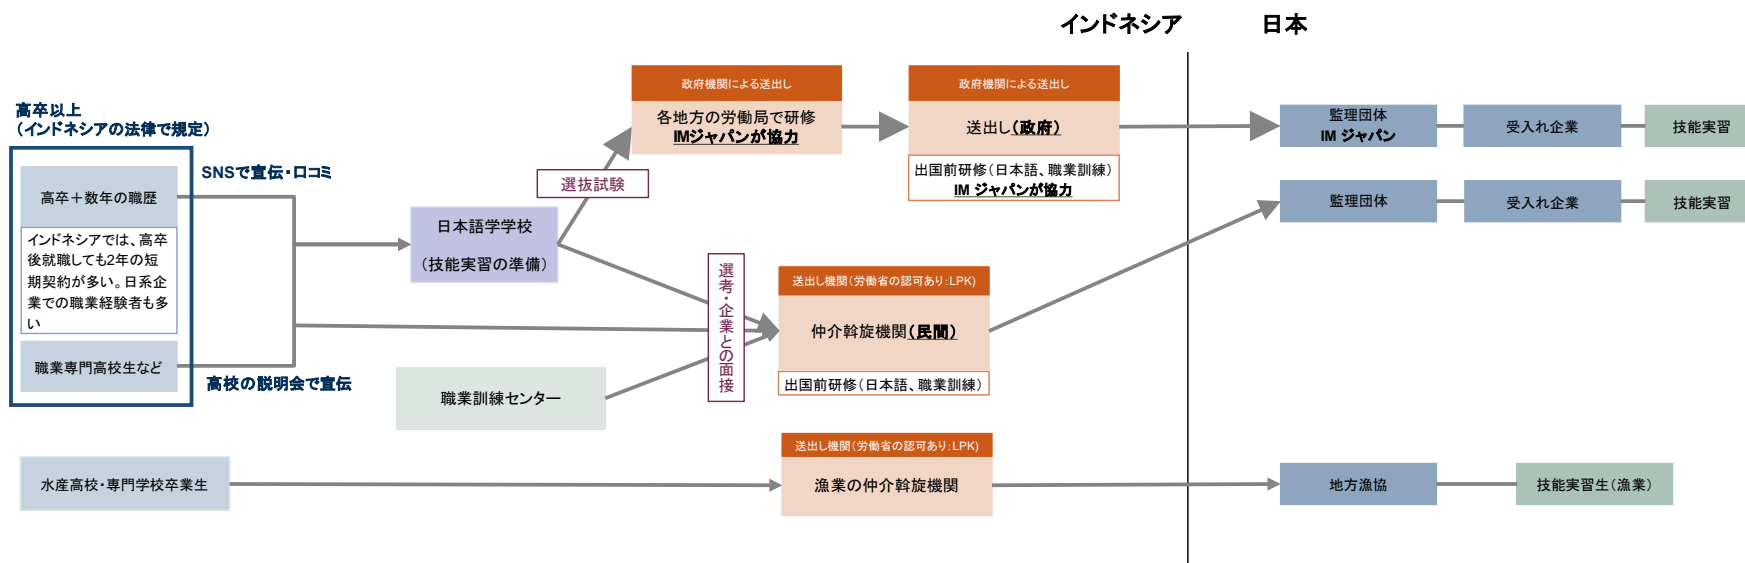 インドネシア
日本
高卒以上
（インドネシアの法律で規定）
高卒＋数年の職歴
インドネシアでは、高卒
後就職しても2年の短
期契約が多い。日系企
業での職業経験者も多
い
職業専門高校生など
SNSで宣伝・口コミ
高校の説明会で宣伝
日本語学学校
（技能実習の準備）
職業訓練センター
選抜試験
選考・企業との面接
政府機関による送出し
各地方の労働局で研修
IMジャパンが協力
政府機関による送出し
送出し（政府）
出国前研修（日本語、職業訓練）
IM ジャパンが協力
送出し機関（労働省の認可あり：LPK)
仲介斡旋機関（民間）
出国前研修（日本語、職業訓練）
監理団体
IM ジャパン
受入れ企業
技能実習
監理団体
受入れ企業
技能実習
水産高校・専門学校卒業生
送出し機関（労働省の認可あり：LPK)
漁業の仲介斡旋機関
地方漁協
技能実習生（漁業）